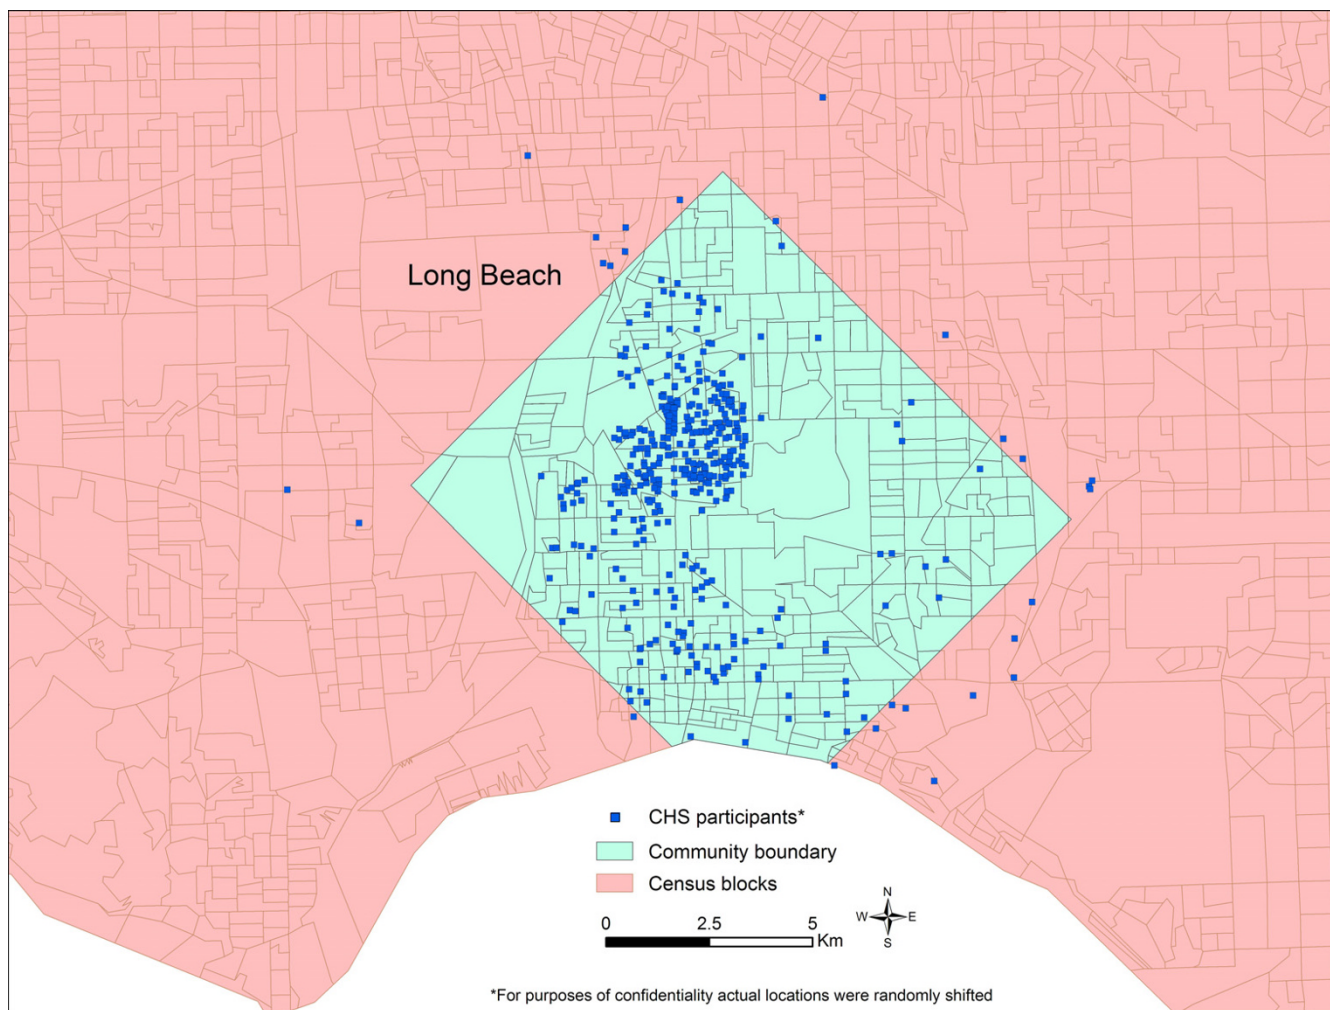 Long Beach
CHS participants*
Community boundary
Census blocks
0 2.5 5
Km
N
W E
S
*For purposes of confidentiality actual locations were randomly shifted